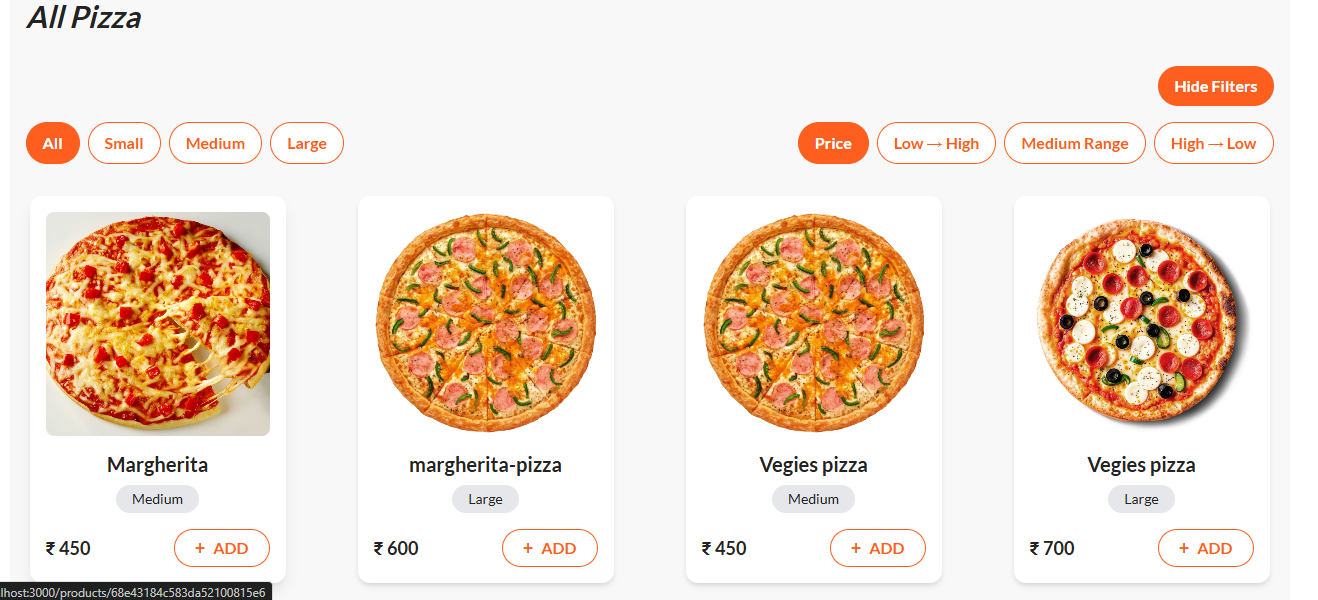 All Pizza
Hide Filters
All Small Medium Large Price Low → High Medium Range High → Low
Margherita margherita-pizza Vegies pizza Vegies pizza
Medium Large Medium Large
₹ 450 + ADD ₹ 600 + ADD ₹ 450 + ADD ₹ 700 + ADD
lhost:3000/products/68e43184c583da52100815e6